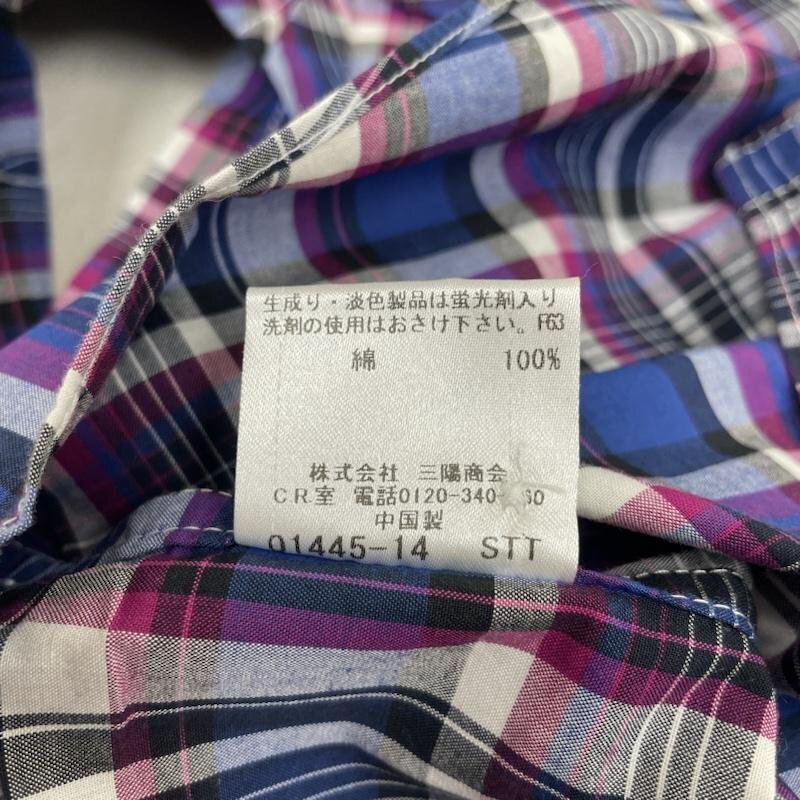 生成り・淡色製品は蛍光剤入り
洗剤の使用はおさけ下さい。F63
綿 100%
株式会社 三陽商会
C.R.室 電話0120-340-
中国製
01445-14 STT